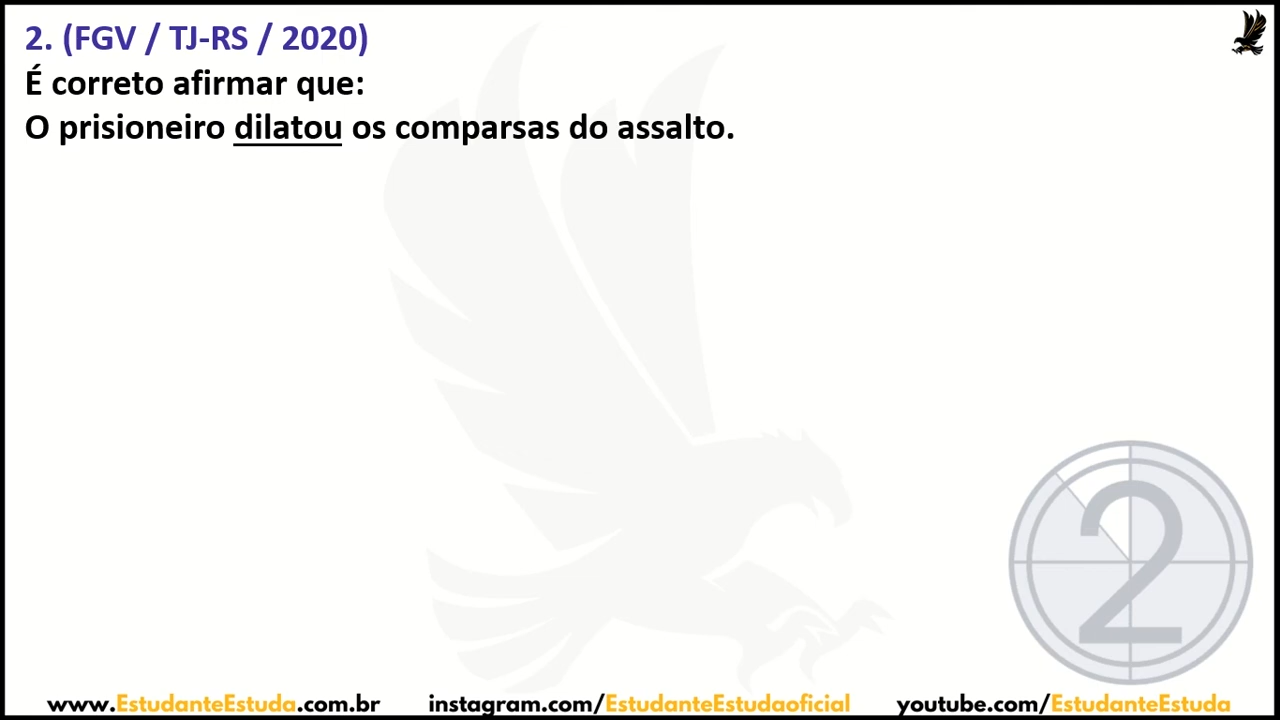 2. (FGV / TJ-RS / 2020)
É correto afirmar que:
O prisioneiro dilatou os comparsas do assalto.
2
www.EstudanteEstuda.com.br instagram.com/EstudanteEstudaoficial youtube.com/EstudanteEstuda